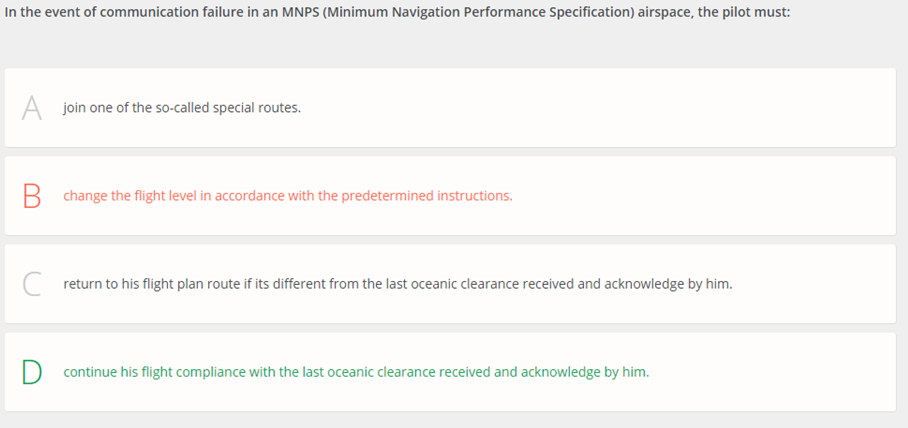 In the event of communication failure in an MNPS (Minimum Navigation Performance Specification) airspace, the pilot must:
A join one of the so-called special routes.
B change the flight level in accordance with the predetermined instructions.
C return to his flight plan route if its different from the last oceanic clearance received and acknowledge by him.
D continue his flight compliance with the last oceanic clearance received and acknowledge by him.